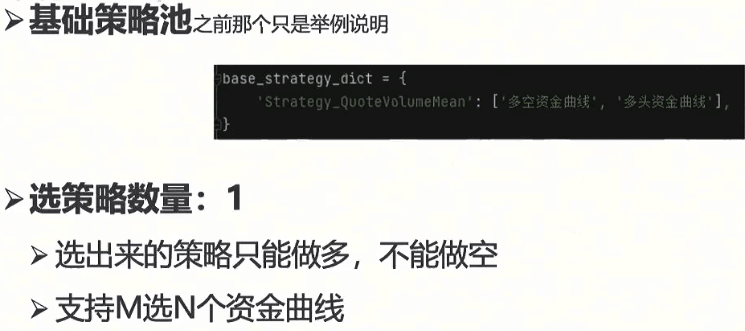 ➢基础策略池之前那个只是举例说明
base_strategy_dict = {
    'Strategy_QuoteVolumeMean': ['多空资金曲线', '多头资金曲线'],
}
➢选策略数量：1
➢选出来的策略只能做多，不能做空
➢支持M选N个资金曲线